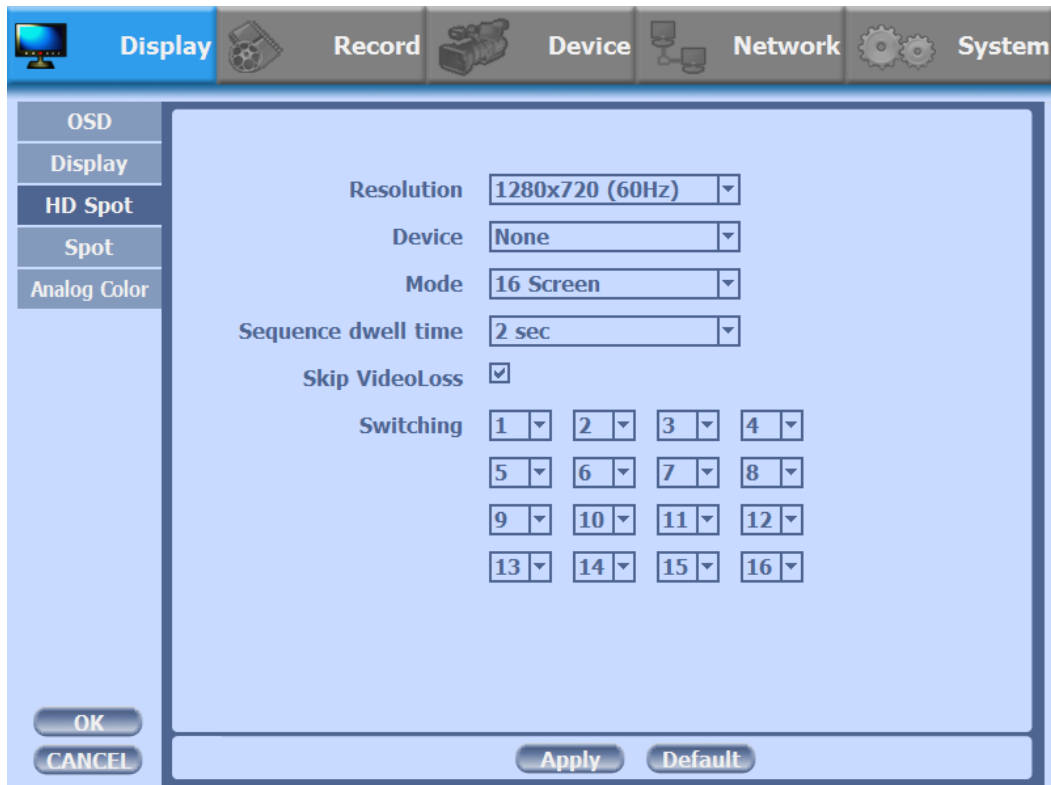 Display Record Device Network System
OSD
Display
HD Spot
Spot
Analog Color
Resolution 1280x720 (60Hz)
Device None
Mode 16 Screen
Sequence dwell time 2 sec
Skip VideoLoss
Switching 1 2 3 4
5 6 7 8
9 10 11 12
13 14 15 16
OK
CANCEL
Apply Default